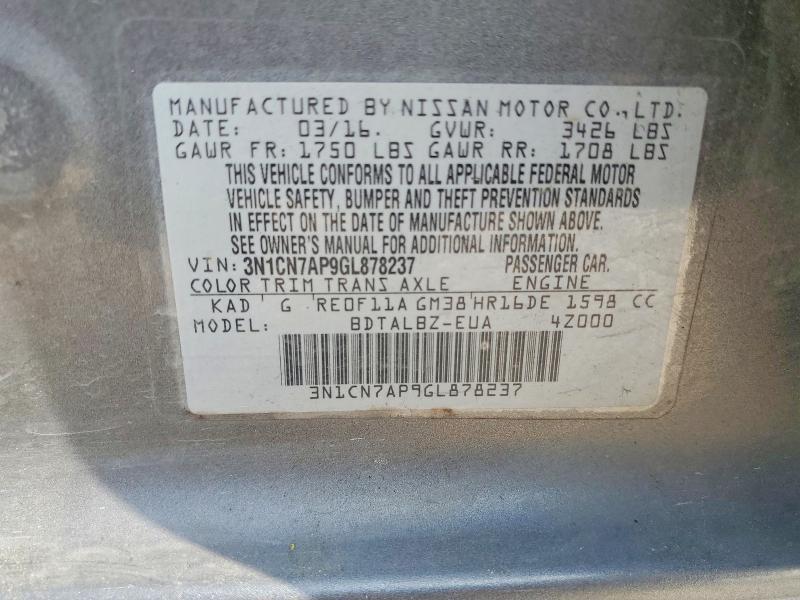 MANUFACTURED BY NISSAN MOTOR CO., LTD.
DATE: 03/16. GVWR: 3426 LBS
GAWR FR: 1750 LBS GAWR RR: 1708 LBS
THIS VEHICLE CONFORMS TO ALL APPLICABLE FEDERAL MOTOR
VEHICLE SAFETY, BUMPER AND THEFT PREVENTION STANDARDS
IN EFFECT ON THE DATE OF MANUFACTURE SHOWN ABOVE.
SEE OWNER'S MANUAL FOR ADDITIONAL INFORMATION.
VIN: 3N1CN7AP9GL878237 PASSENGER CAR.
COLOR TRIM TRANS AXLE ENGINE
KAD G RE0F11A GM38 HR16DE 1598 CC
MODEL: BDTALBZ-EUA 4Z000
3N1CN7AP9GL878237